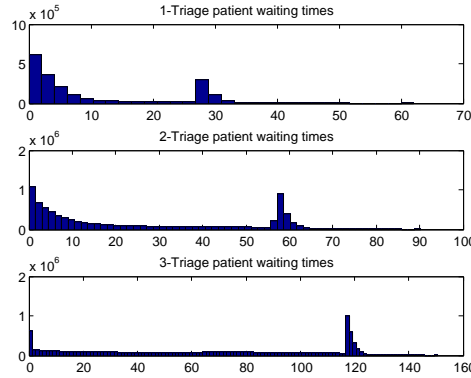 1-Triage patient waiting times
x 10^5
10
5
0
0 10 20 30 40 50 60 70
2-Triage patient waiting times
x 10^6
2
1
0
0 10 20 30 40 50 60 70 80 90 100
3-Triage patient waiting times
x 10^6
2
1
0
0 20 40 60 80 100 120 140 160